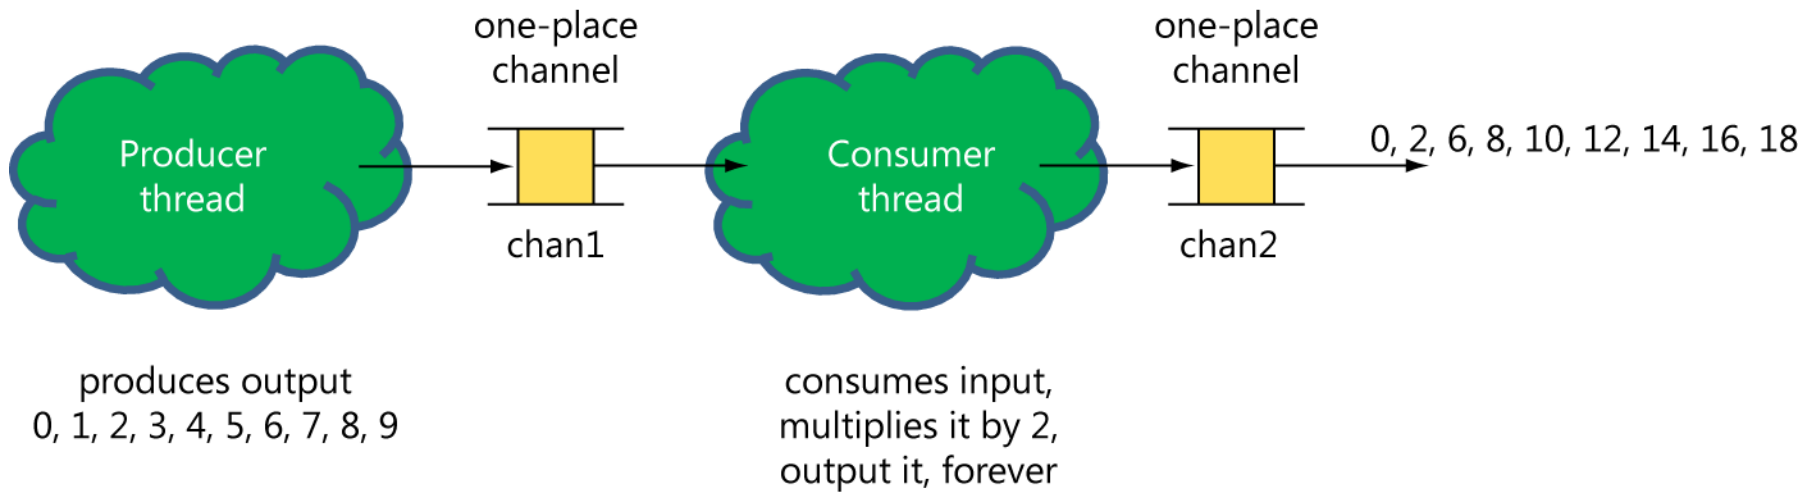 one-place
channel
one-place
channel
Producer
thread
Consumer
thread
0, 2, 6, 8, 10, 12, 14, 16, 18
chan1
chan2
produces output
0, 1, 2, 3, 4, 5, 6, 7, 8, 9
consumes input,
multiplies it by 2,
output it, forever